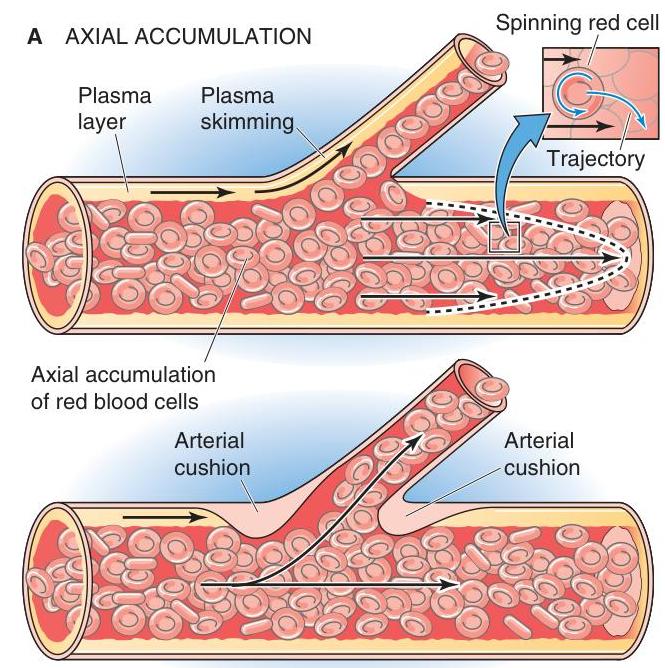 A AXIAL ACCUMULATION
Spinning red cell
Plasma
layer
Plasma
skimming
Trajectory
Axial accumulation
of red blood cells
Arterial
cushion
Arterial
cushion